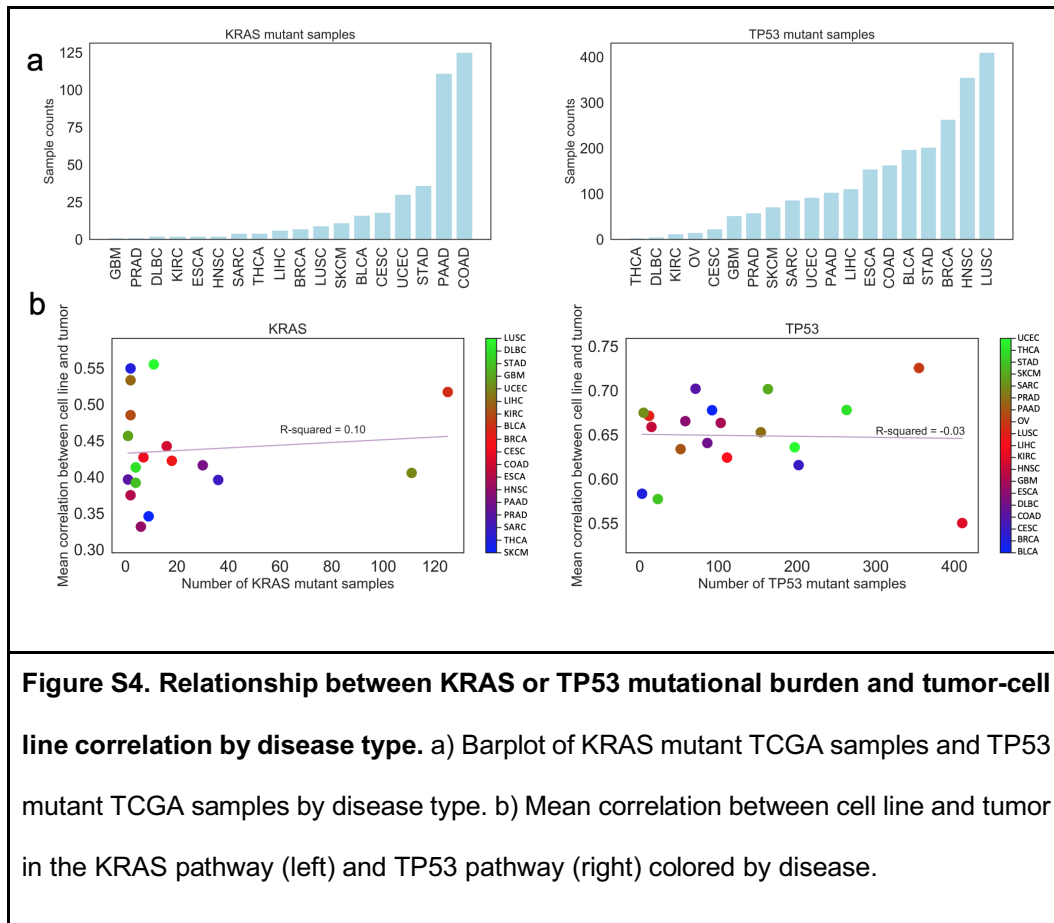 a
KRAS mutant samples
Sample counts
125
100
75
50
25
0
GBM
PRAD
DLBC
KIRC
ESCA
HNSC
SARC
THCA
LIHC
BRCA
LUSC
SKCM
BLCA
CESC
UCEC
STAD
PAAD
COAD
TP53 mutant samples
Sample counts
400
300
200
100
0
THCA
DLBC
KIRC
OV
CESC
GBM
PRAD
SKCM
SARC
UCEC
PAAD
LIHC
ESCA
COAD
BLCA
STAD
BRCA
HNSC
LUSC
b
KRAS
Mean correlation between cell line and tumor
0.55
0.50
0.45
0.40
0.35
0.30
R-squared = 0.10
0
20
40
60
80
100
120
Number of KRAS mutant samples
LUSC
DLBC
STAD
GBM
UCEC
LIHC
KIRC
BLCA
BRCA
CESC
COAD
ESCA
HNSC
PAAD
PRAD
SARC
THCA
SKCM
TP53
Mean correlation between cell line and tumor
0.75
0.70
0.65
0.60
0.55
R-squared = -0.03
0
100
200
300
400
Number of TP53 mutant samples
UCEC
THCA
STAD
SKCM
SARC
PRAD
PAAD
OV
LUSC
LIHC
KIRC
HNSC
GBM
ESCA
DLBC
COAD
CESC
BRCA
BLCA
Figure S4. Relationship between KRAS or TP53 mutational burden and tumor-cell
line correlation by disease type. a) Barplot of KRAS mutant TCGA samples and TP53
mutant TCGA samples by disease type. b) Mean correlation between cell line and tumor
in the KRAS pathway (left) and TP53 pathway (right) colored by disease.